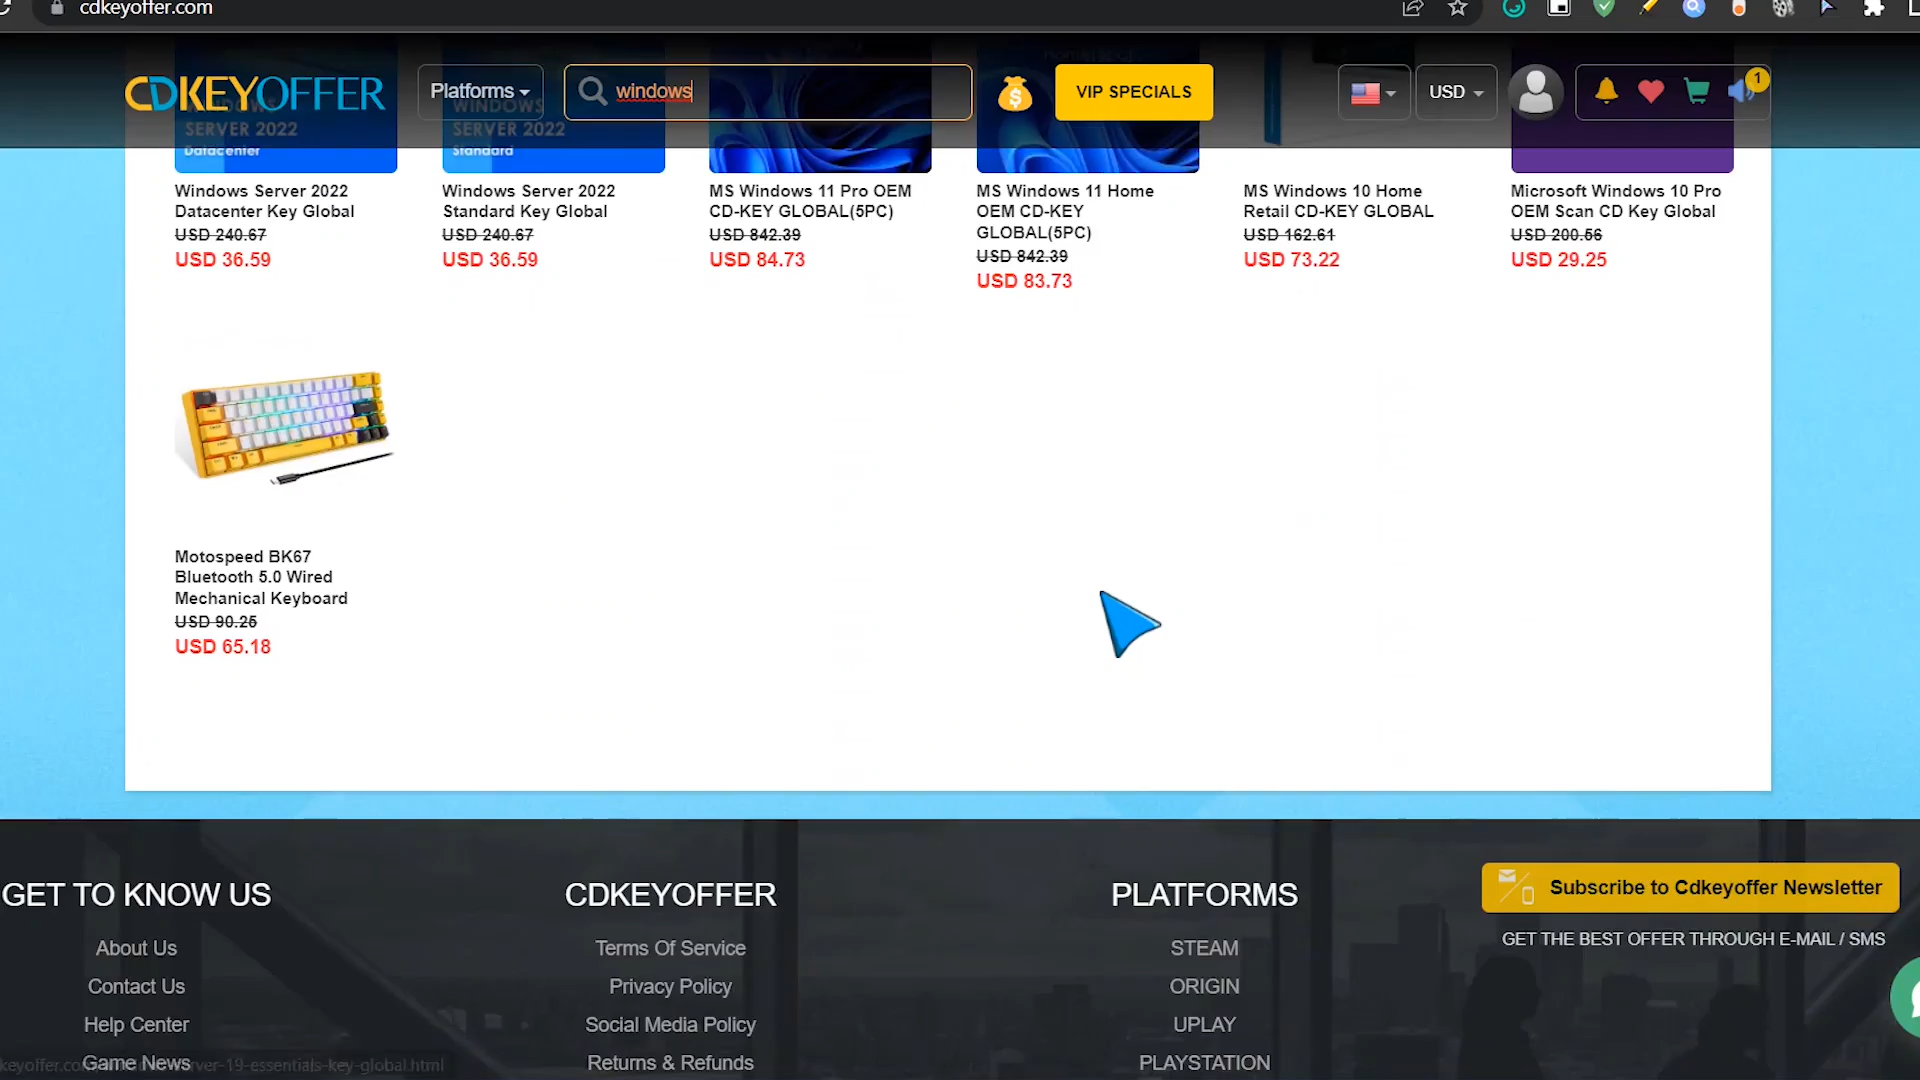 cdkeyoffer.com
CDKEYOFFER
Platforms
windows
VIP SPECIALS
USD
1
WINDOWS
SERVER 2022
Datacenter
WINDOWS
SERVER 2022
Standard
Windows Server 2022
Datacenter Key Global
USD 240.67
USD 36.59
Windows Server 2022
Standard Key Global
USD 240.67
USD 36.59
MS Windows 11 Pro OEM
CD-KEY GLOBAL(5PC)
USD 842.39
USD 84.73
MS Windows 11 Home
OEM CD-KEY
GLOBAL(5PC)
USD 842.39
USD 83.73
MS Windows 10 Home
Retail CD-KEY GLOBAL
USD 162.61
USD 73.22
Microsoft Windows 10 Pro
OEM Scan CD Key Global
USD 200.56
USD 29.25
Motospeed BK67
Bluetooth 5.0 Wired
Mechanical Keyboard
USD 90.25
USD 65.18
GET TO KNOW US
About Us
Contact Us
Help Center
Game News
CDKEYOFFER
Terms Of Service
Privacy Policy
Social Media Policy
Returns & Refunds
PLATFORMS
STEAM
ORIGIN
UPLAY
PLAYSTATION
Subscribe to Cdkeyoffer Newsletter
GET THE BEST OFFER THROUGH E-MAIL / SMS